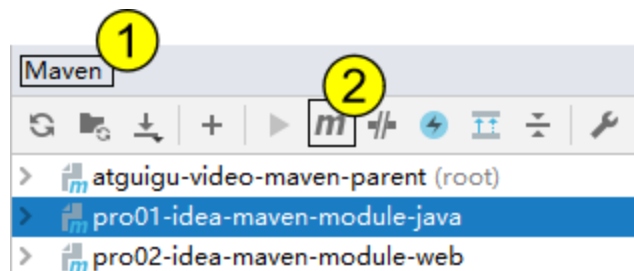 1
Maven
2
m
atguigu-video-maven-parent (root)
pro01-idea-maven-module-java
pro02-idea-maven-module-web